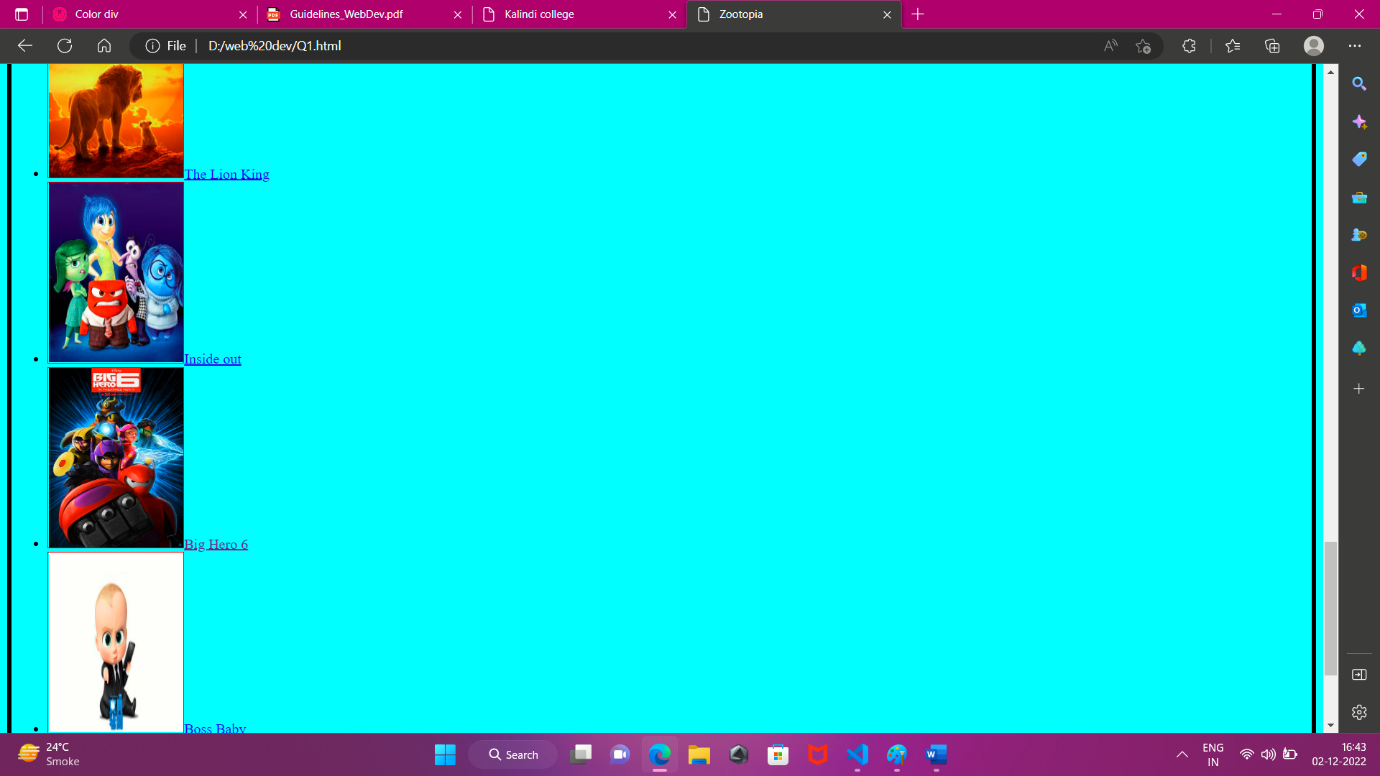 Color div
Guidelines_WebDev.pdf
Kalindi college
Zootopia
File
D:/web%20dev/Q1.html
The Lion King
Inside out
BIG HERO 6
Big Hero 6
Boss Baby
24°C
Smoke
Search
ENG
IN
16:43
02-12-2022